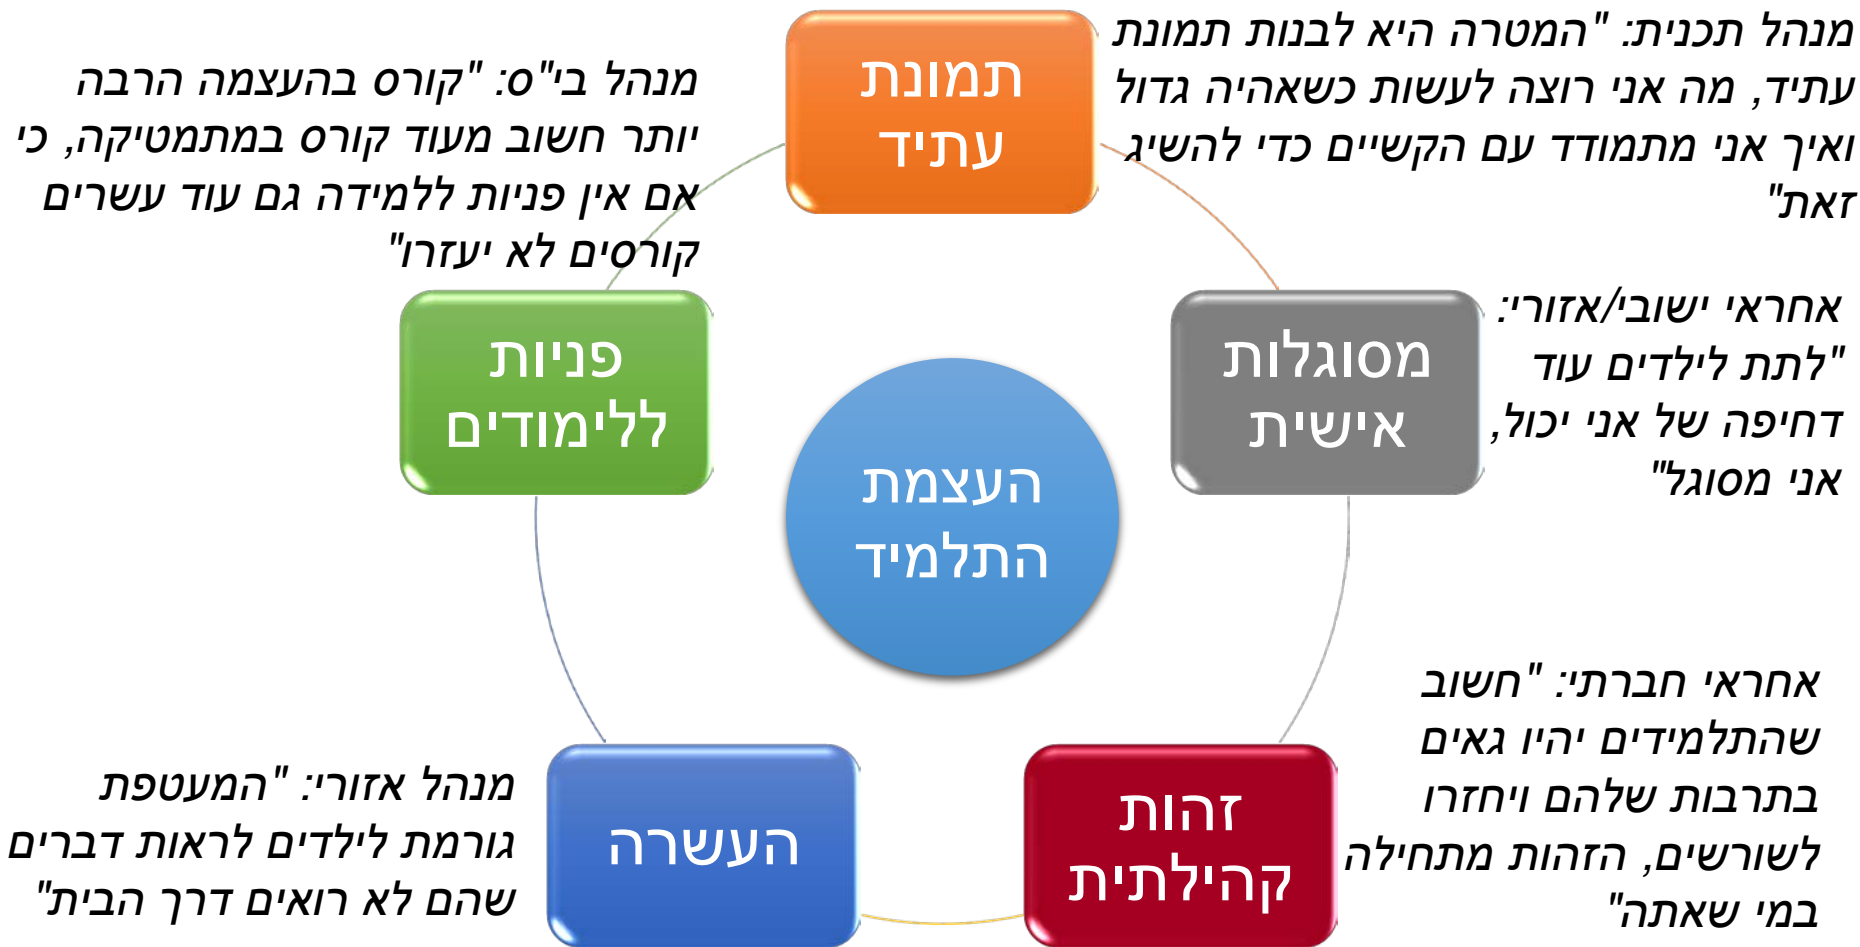 תמונת
עתיד
מנהל תכנית: "המטרה היא לבנות תמונת
עתיד, מה אני רוצה לעשות כשאהיה גדול
ואיך אני מתמודד עם הקשיים כדי להשיג
זאת"
מסוגלות
אישית
אחראי ישובי/אזורי:
"לתת לילדים עוד
דחיפה של אני יכול,
אני מסוגל"
זהות
קהילתית
אחראי חברתי: "חשוב
שהתלמידים יהיו גאים
בתרבות שלהם ויחזרו
לשורשים, הזהות מתחילה
במי שאתה"
העשרה
מנהל אזורי: "המעטפת
גורמת לילדים לראות דברים
שהם לא רואים דרך הבית"
פניות
ללימודים
מנהל בי"ס: "קורס בהעצמה הרבה
יותר חשוב מעוד קורס במתמטיקה, כי
אם אין פניות ללמידה גם עוד עשרים
קורסים לא יעזרו"
העצמת
התלמיד